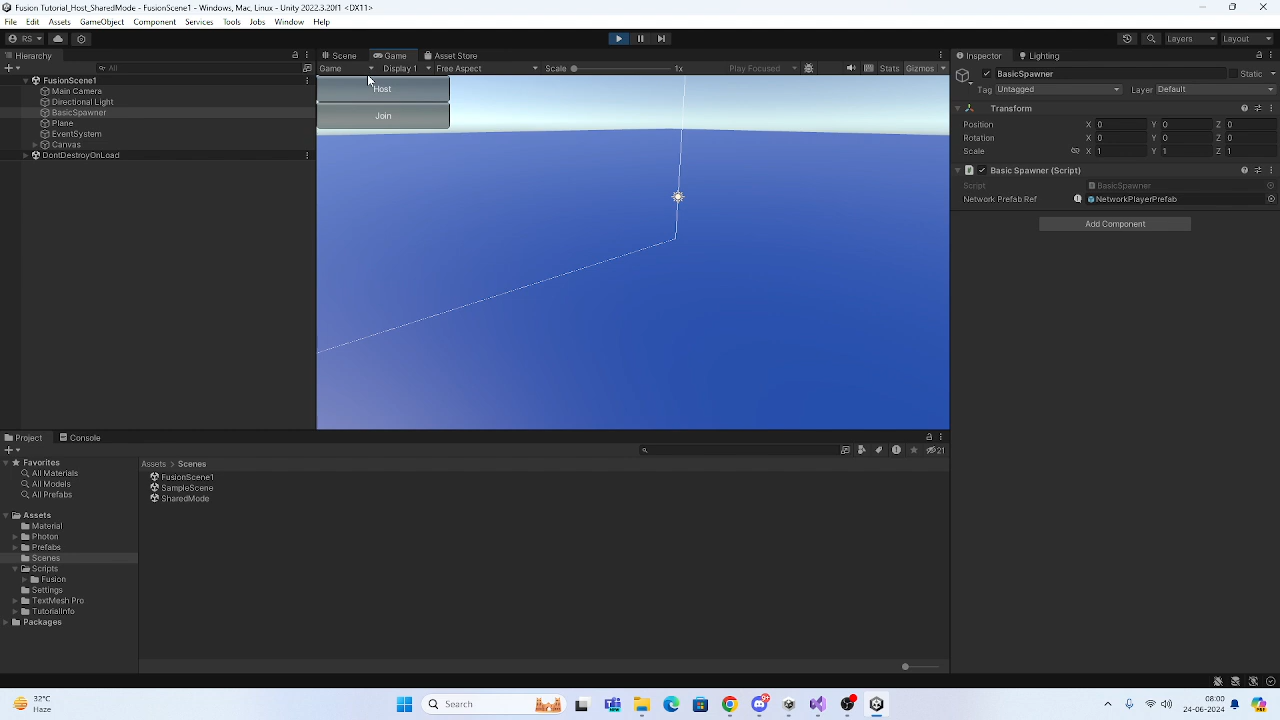 Fusion Tutorial_Host_SharedMode - FusionScene1 - Windows, Mac, Linux - Unity 2022.3.20f1 <DX11>
File Edit Assets GameObject Component Services Tools Jobs Window Help
RS Layers Layout
Hierarchy
All
FusionScene1
Main Camera
Directional Light
BasicSpawner
Plane
EventSystem
Canvas
DontDestroyOnLoad
Scene Game Asset Store
Game Display 1 Free Aspect Scale 1x Play Focused Stats Gizmos
Host
Join
Inspector Lighting
BasicSpawner Static
Tag Untagged Layer Default
Transform
Position X 0 Y 0 Z 0
Rotation X 0 Y 0 Z 0
Scale X 1 Y 1 Z 1
Basic Spawner (Script)
Script BasicSpawner
Network Prefab Ref NetworkPlayerPrefab
Add Component
Project Console
21
Favorites
All Materials
All Models
All Prefabs
Assets
Material
Photon
Prefabs
Scenes
Scripts
Fusion
Settings
TextMesh Pro
TutorialInfo
Packages
Assets > Scenes
FusionScene1
SampleScene
SharedMode
32°C
Haze
Search
08:00
24-06-2024